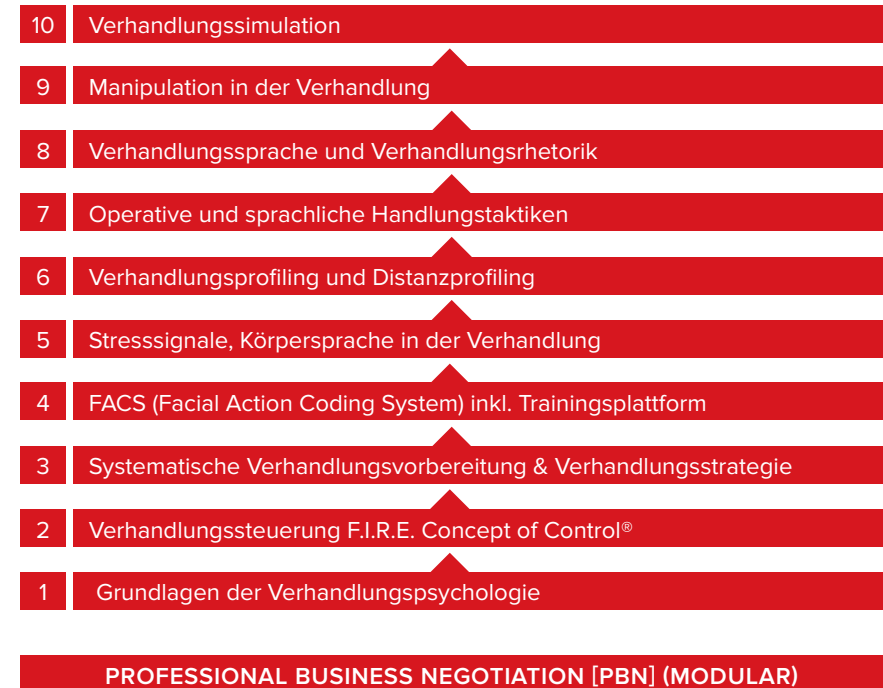 10 Verhandlungssimulation
9 Manipulation in der Verhandlung
8 Verhandlungssprache und Verhandlungsrhetorik
7 Operative und sprachliche Handlungstaktiken
6 Verhandlungsprofiling und Distanzprofiling
5 Stresssignale, Körpersprache in der Verhandlung
4 FACS (Facial Action Coding System) inkl. Trainingsplattform
3 Systematische Verhandlungsvorbereitung & Verhandlungsstrategie
2 Verhandlungssteuerung F.I.R.E. Concept of Control®
1 Grundlagen der Verhandlungspsychologie
PROFESSIONAL BUSINESS NEGOTIATION [PBN] (MODULAR)